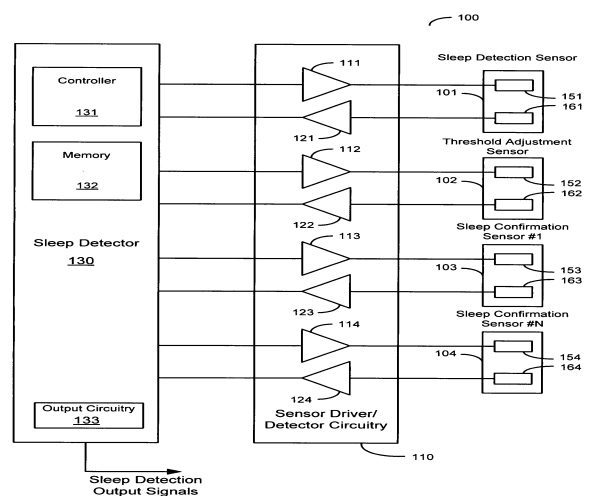 100
Sleep Detection Sensor
Controller
131
111
101
151
161
121
Threshold Adjustment
Sensor
Memory
132
112
102
152
162
122
Sleep Confirmation
Sensor #1
Sleep Detector
130
113
103
153
163
123
Sleep Confirmation
Sensor #N
114
104
154
164
124
Output Circuitry
133
Sensor Driver/
Detector Circuitry
110
Sleep Detection
Output Signals